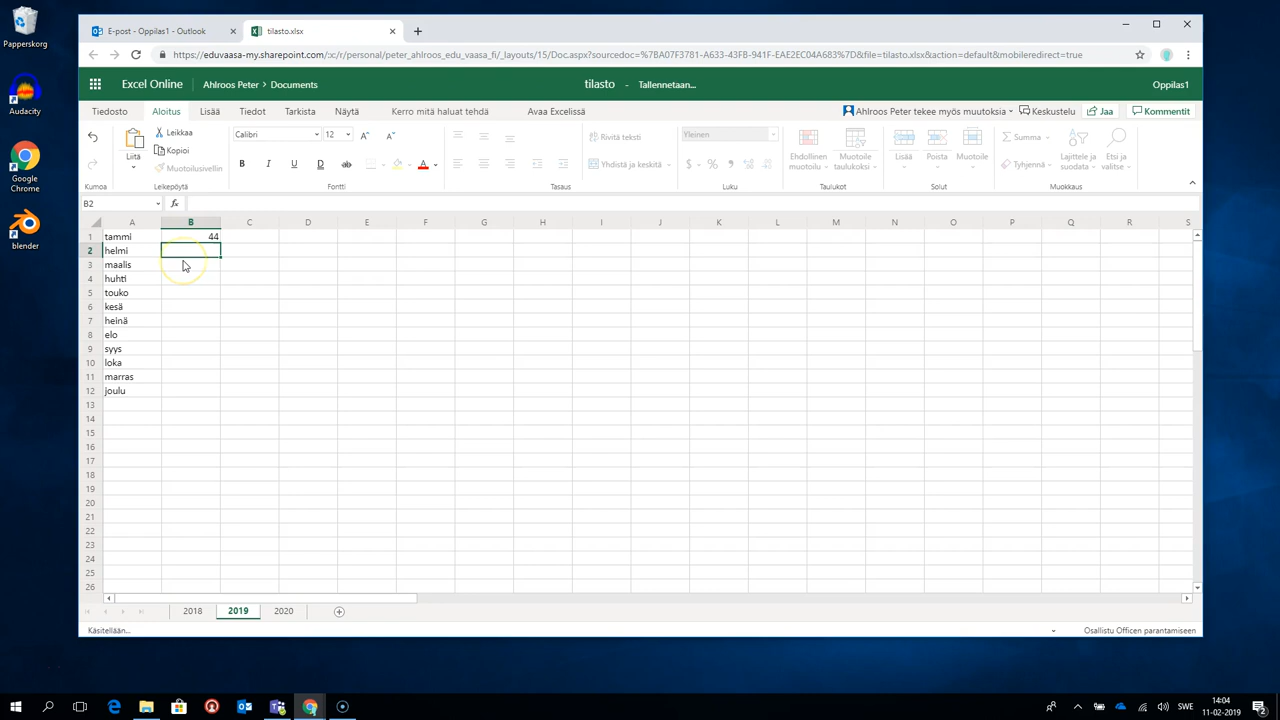 Papperskorg
Audacity
Google
Chrome
blender
E-post - Oppilas1 - Outlook
tilasto.xlsx
https://eduvaasa-my.sharepoint.com/:x:/r/personal/peter_ahlroos_edu_vaasa_fi/_layouts/15/Doc.aspx?sourcedoc=%7BA07F3781-A633-43FB-941F-EAE2EC04A683%7D&file=tilasto.xlsx&action=default&mobileredirect=true
Excel Online
Ahlroos Peter
Documents
tilasto - Tallennetaan...
Oppilas1
Tiedosto Aloitus Lisää Tiedot Tarkista Näytä Kerro mitä haluat tehdä Avaa Excelissä
Ahlroos Peter tekee myös muutoksia Keskustelu Jaa Kommentit
Liitä
Leikkaa
Kopioi
Muotoilusivellin
Calibri 12
Rivitä teksti
Yhdistä ja keskitä
Yleinen
Ehdollinen
muotoilu
Muotoile
taulukoksi
Lisää Poista Muotoile
Summa
Tyhjennä
Lajittele ja
suodata
Etsi ja
valitse
Kumoa Leikepöytä Fontti Tasaus Luku Taulukot Solut Muokkaus
B2 fx
A B C D E F G H I J K L M N O P Q R S
1 tammi 44
2 helmi
3 maalis
4 huhti
5 touko
6 kesä
7 heinä
8 elo
9 syys
10 loka
11 marras
12 joulu
13
14
15
16
17
18
19
20
21
22
23
24
25
26
2018 2019 2020
Käsitellään...
Osallistu Officen parantamiseen
SWE
14:04
11-02-2019
2